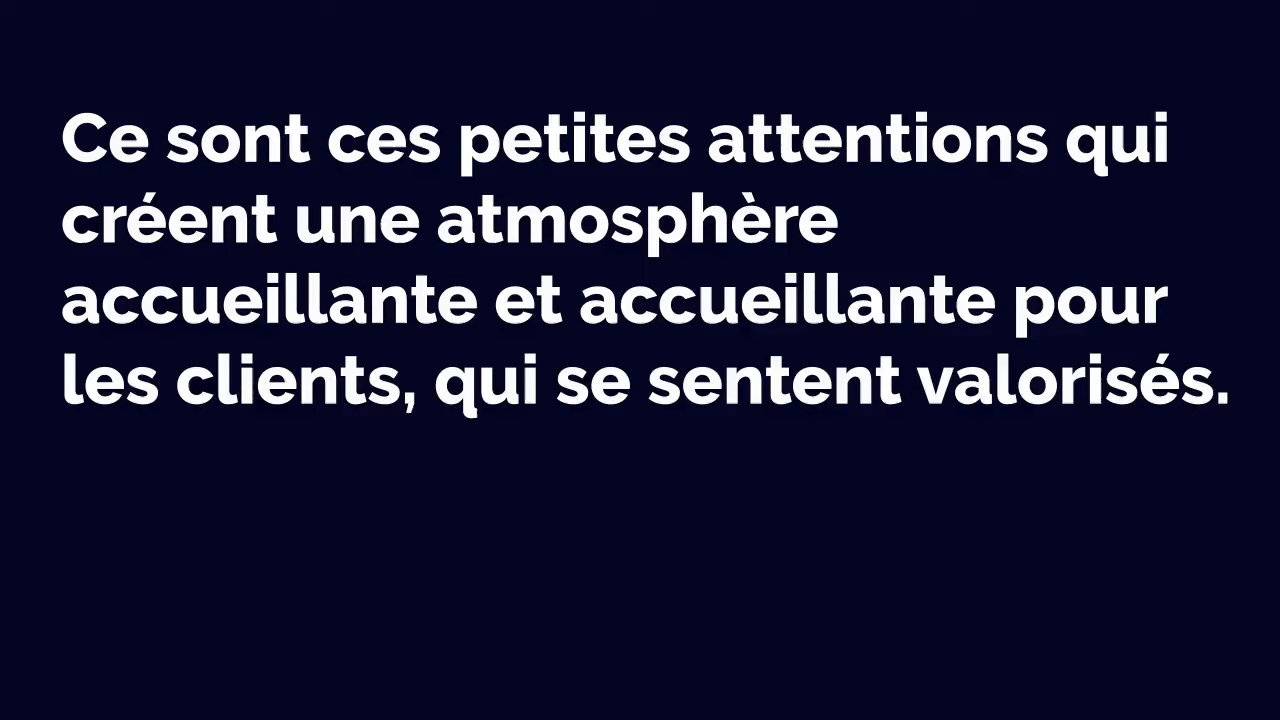 Ce sont ces petites attentions qui
créent une atmosphère
accueillante et accueillante pour
les clients, qui se sentent valorisés.